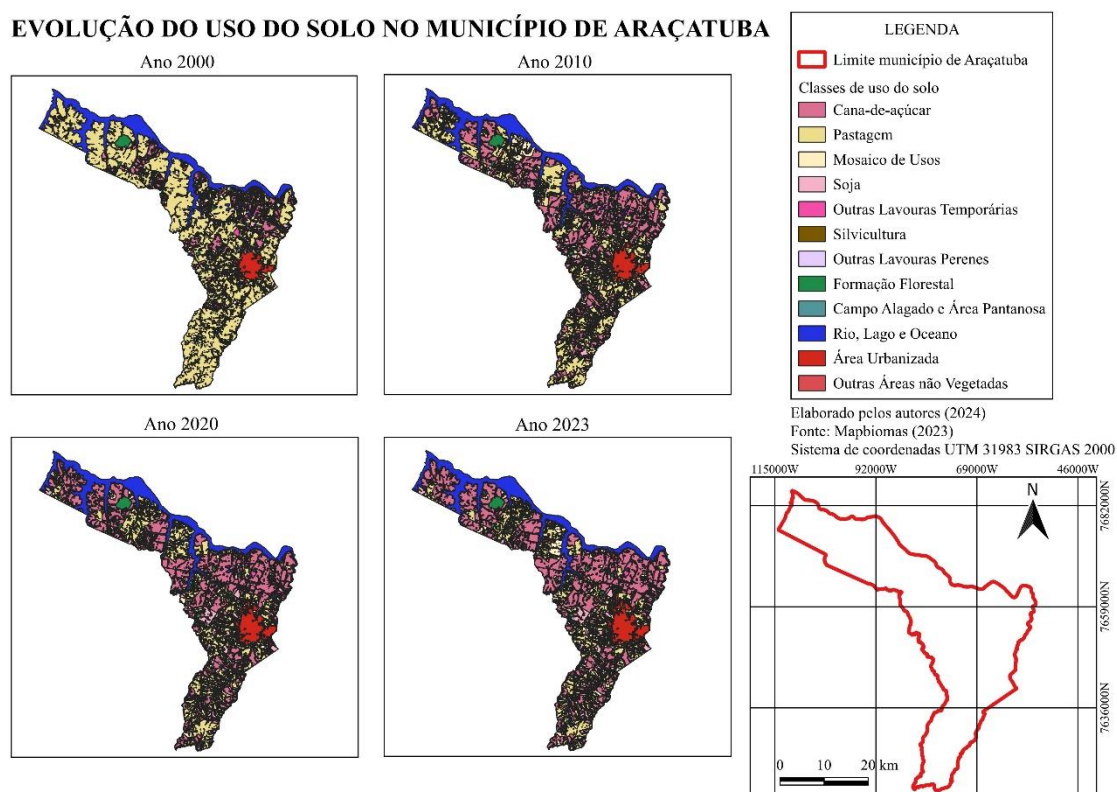 EVOLUÇÃO DO USO DO SOLO NO MUNICÍPIO DE ARAÇATUBA
Ano 2000
Ano 2010
Ano 2020
Ano 2023
LEGENDA
Limite município de Araçatuba
Classes de uso do solo
Cana-de-açúcar
Pastagem
Mosaico de Usos
Soja
Outras Lavouras Temporárias
Silvicultura
Outras Lavouras Perenes
Formação Florestal
Campo Alagado e Área Pantanosa
Rio, Lago e Oceano
Área Urbanizada
Outras Áreas não Vegetadas
Elaborado pelos autores (2024)
Fonte: Mapbiomas (2023)
Sistema de coordenadas UTM 31983 SIRGAS 2000
115000W 92000W 69000W 46000W
N
7682000N
7659000N
7636000N
0 10 20 km